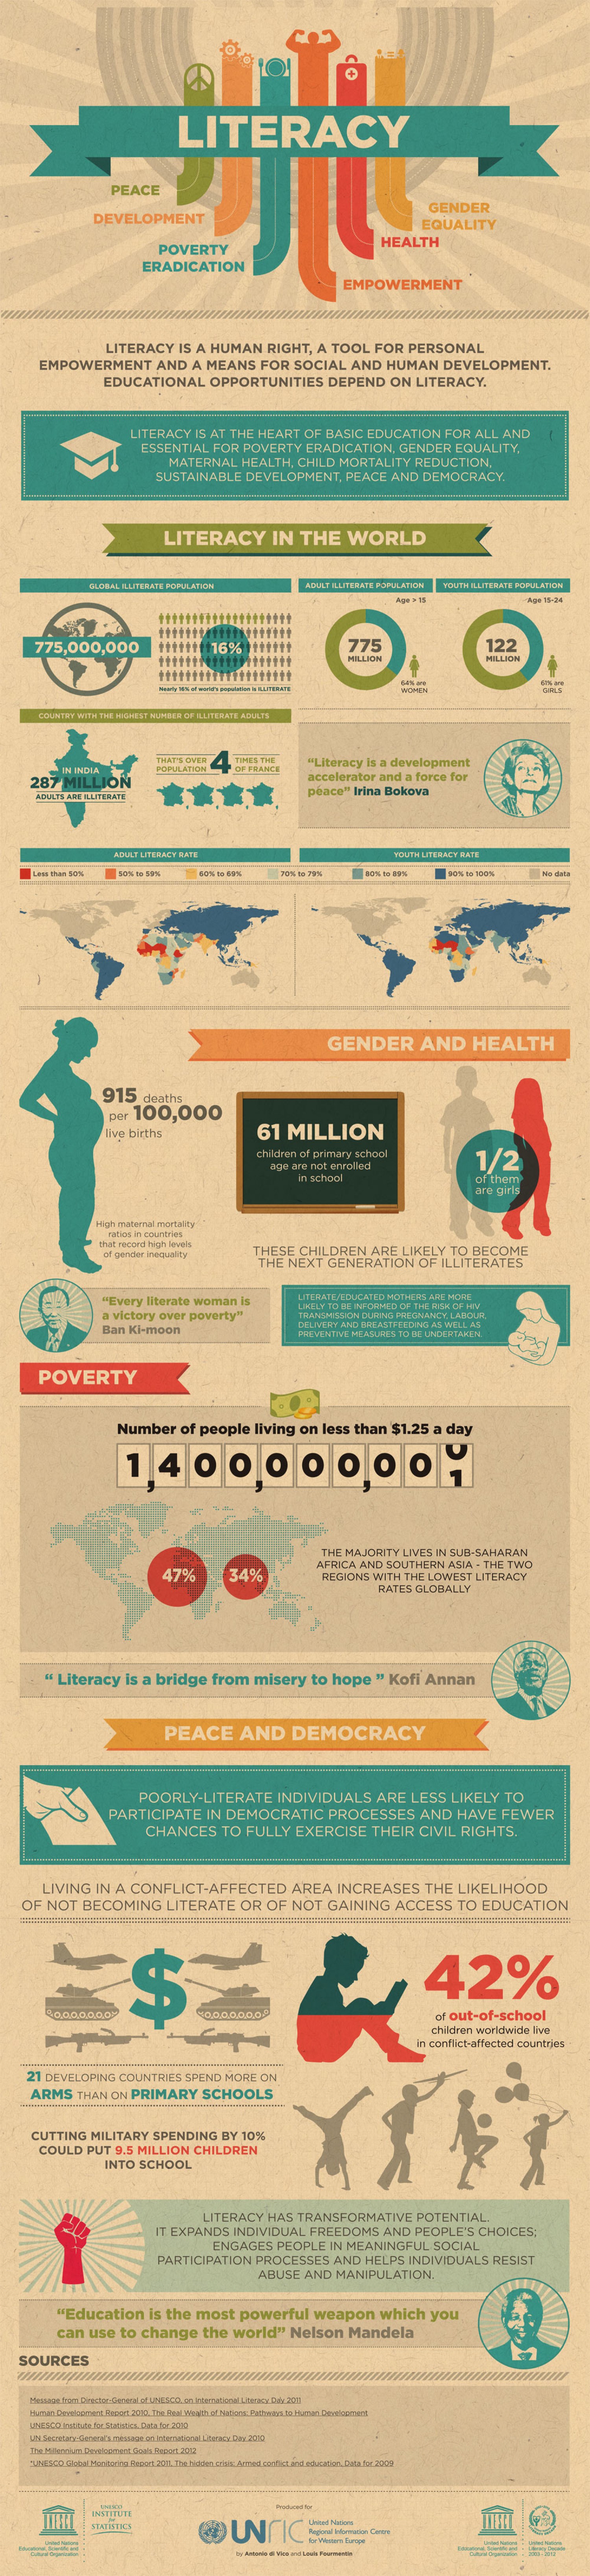 LITERACY
PEACE
DEVELOPMENT
POVERTY
ERADICATION
GENDER
EQUALITY
HEALTH
EMPOWERMENT
LITERACY IS A HUMAN RIGHT, A TOOL FOR PERSONAL
EMPOWERMENT AND A MEANS FOR SOCIAL AND HUMAN DEVELOPMENT.
EDUCATIONAL OPPORTUNITIES DEPEND ON LITERACY.
LITERACY IS AT THE HEART OF BASIC EDUCATION FOR ALL AND
ESSENTIAL FOR POVERTY ERADICATION, GENDER EQUALITY,
MATERNAL HEALTH, CHILD MORTALITY REDUCTION,
SUSTAINABLE DEVELOPMENT, PEACE AND DEMOCRACY.
LITERACY IN THE WORLD
GLOBAL ILLITERATE POPULATION
775,000,000
16%
Nearly 16% of world's population is ILLITERATE
ADULT ILLITERATE POPULATION
Age > 15
775
MILLION
64% are
WOMEN
YOUTH ILLITERATE POPULATION
Age 15-24
122
MILLION
61% are
GIRLS
COUNTRY WITH THE HIGHEST NUMBER OF ILLITERATE ADULTS
IN INDIA
287 MILLION
ADULTS ARE ILLITERATE
THAT'S OVER 4 TIMES THE
POPULATION OF FRANCE
“Literacy is a development
accelerator and a force for
peace” Irina Bokova
ADULT LITERACY RATE
YOUTH LITERACY RATE
Less than 50%
50% to 59%
60% to 69%
70% to 79%
80% to 89%
90% to 100%
No data
GENDER AND HEALTH
915 deaths
per 100,000
live births
High maternal mortality
ratios in countries
that record high levels
of gender inequality
61 MILLION
children of primary school
age are not enrolled
in school
1/2
of them
are girls
THESE CHILDREN ARE LIKELY TO BECOME
THE NEXT GENERATION OF ILLITERATES
“Every literate woman is
a victory over poverty”
Ban Ki-moon
LITERATE/EDUCATED MOTHERS ARE MORE
LIKELY TO BE INFORMED OF THE RISK OF HIV
TRANSMISSION DURING PREGNANCY, LABOUR,
DELIVERY AND BREASTFEEDING AS WELL AS
PREVENTIVE MEASURES TO BE UNDERTAKEN.
POVERTY
Number of people living on less than $1.25 a day
1,400,000,00 0 1
47%
34%
THE MAJORITY LIVES IN SUB-SAHARAN
AFRICA AND SOUTHERN ASIA - THE TWO
REGIONS WITH THE LOWEST LITERACY
RATES GLOBALLY
“ Literacy is a bridge from misery to hope ” Kofi Annan
PEACE AND DEMOCRACY
POORLY-LITERATE INDIVIDUALS ARE LESS LIKELY TO
PARTICIPATE IN DEMOCRATIC PROCESSES AND HAVE FEWER
CHANCES TO FULLY EXERCISE THEIR CIVIL RIGHTS.
LIVING IN A CONFLICT-AFFECTED AREA INCREASES THE LIKELIHOOD
OF NOT BECOMING LITERATE OR OF NOT GAINING ACCESS TO EDUCATION
$
21 DEVELOPING COUNTRIES SPEND MORE ON
ARMS THAN ON PRIMARY SCHOOLS
CUTTING MILITARY SPENDING BY 10%
COULD PUT 9.5 MILLION CHILDREN
INTO SCHOOL
42%
of out-of-school
children worldwide live
in conflict-affected countries
LITERACY HAS TRANSFORMATIVE POTENTIAL.
IT EXPANDS INDIVIDUAL FREEDOMS AND PEOPLE'S CHOICES;
ENGAGES PEOPLE IN MEANINGFUL SOCIAL
PARTICIPATION PROCESSES AND HELPS INDIVIDUALS RESIST
ABUSE AND MANIPULATION.
“Education is the most powerful weapon which you
can use to change the world” Nelson Mandela
SOURCES
Message from Director-General of UNESCO, on International Literacy Day 2011
Human Development Report 2010, The Real Wealth of Nations: Pathways to Human Development
UNESCO Institute for Statistics, Data for 2010
UN Secretary-General's message on International Literacy Day 2010
The Millennium Development Goals Report 2012
*UNESCO Global Monitoring Report 2011, The hidden crisis: Armed conflict and education, Data for 2009
United Nations
Educational, Scientific and
Cultural Organization
UNESCO
INSTITUTE
for
STATISTICS
Produced for
UNRIC
United Nations
Regional Information Centre
for Western Europe
by Antonio di Vico and Louis Fourmentin
United Nations
Educational, Scientific and
Cultural Organization
United Nations
Literacy Decade
2003 - 2012